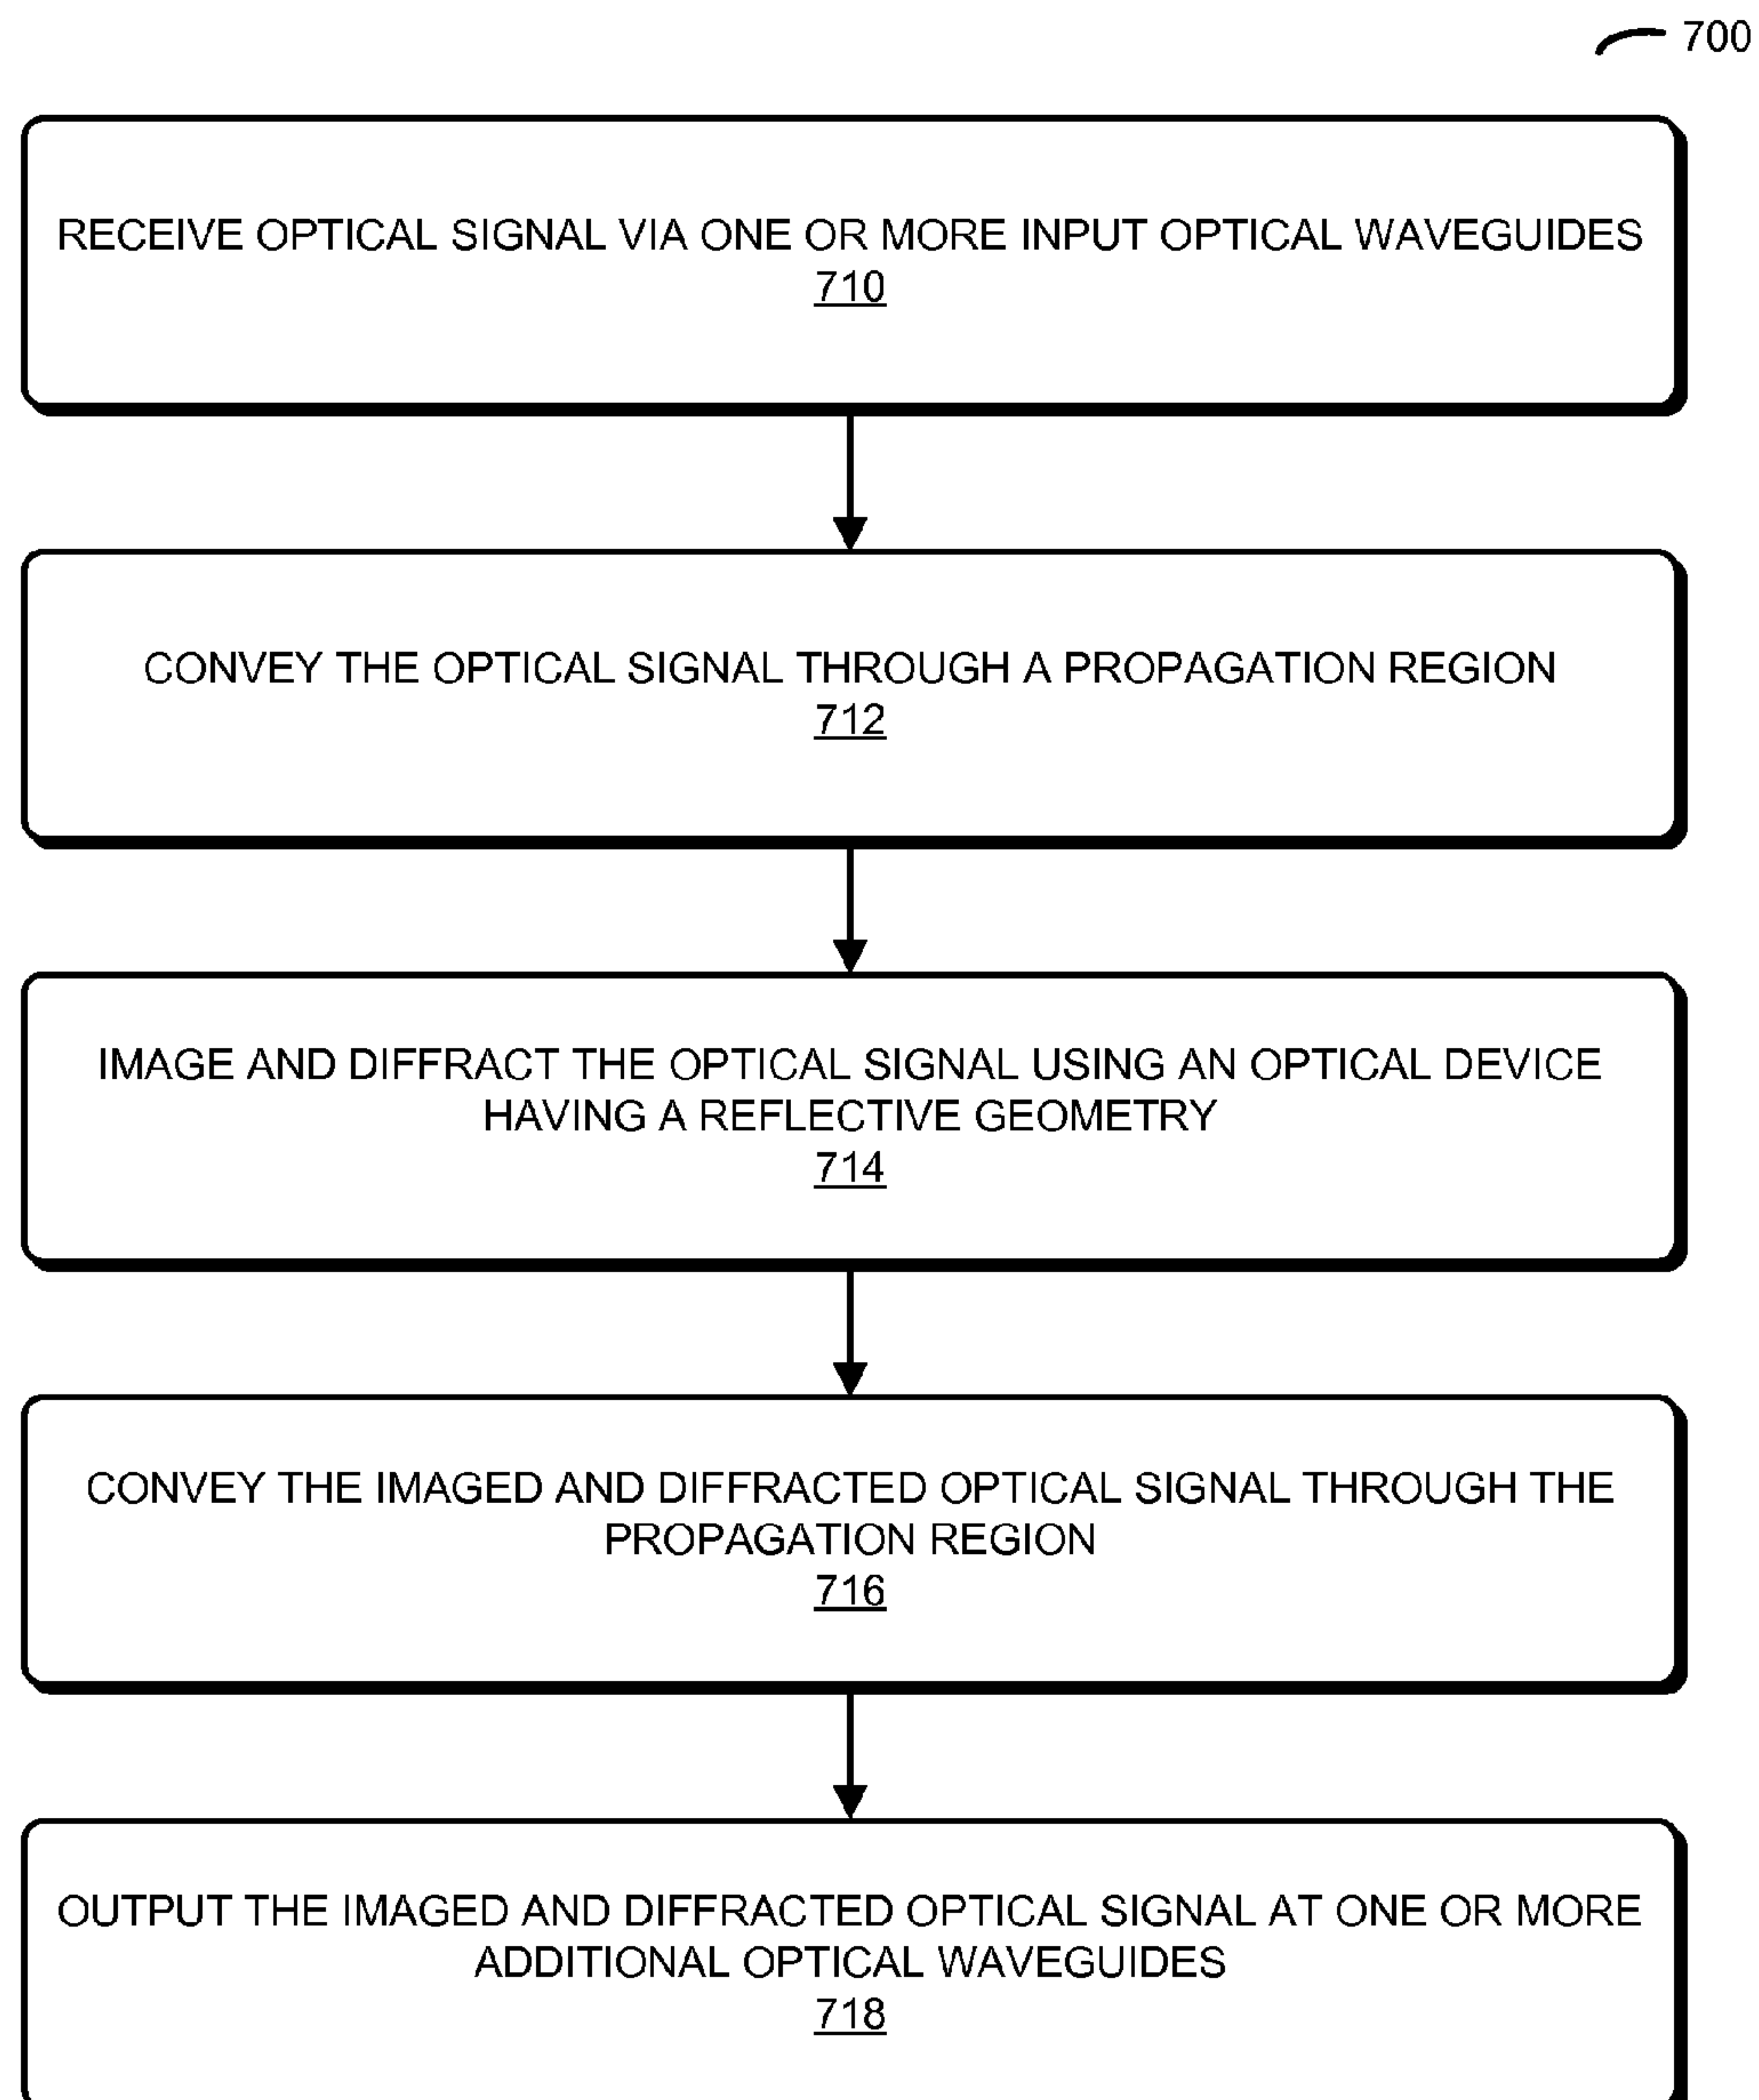 700
RECEIVE OPTICAL SIGNAL VIA ONE OR MORE INPUT OPTICAL WAVEGUIDES
710
CONVEY THE OPTICAL SIGNAL THROUGH A PROPAGATION REGION
712
IMAGE AND DIFFRACT THE OPTICAL SIGNAL USING AN OPTICAL DEVICE
HAVING A REFLECTIVE GEOMETRY
714
CONVEY THE IMAGED AND DIFFRACTED OPTICAL SIGNAL THROUGH THE
PROPAGATION REGION
716
OUTPUT THE IMAGED AND DIFFRACTED OPTICAL SIGNAL AT ONE OR MORE
ADDITIONAL OPTICAL WAVEGUIDES
718